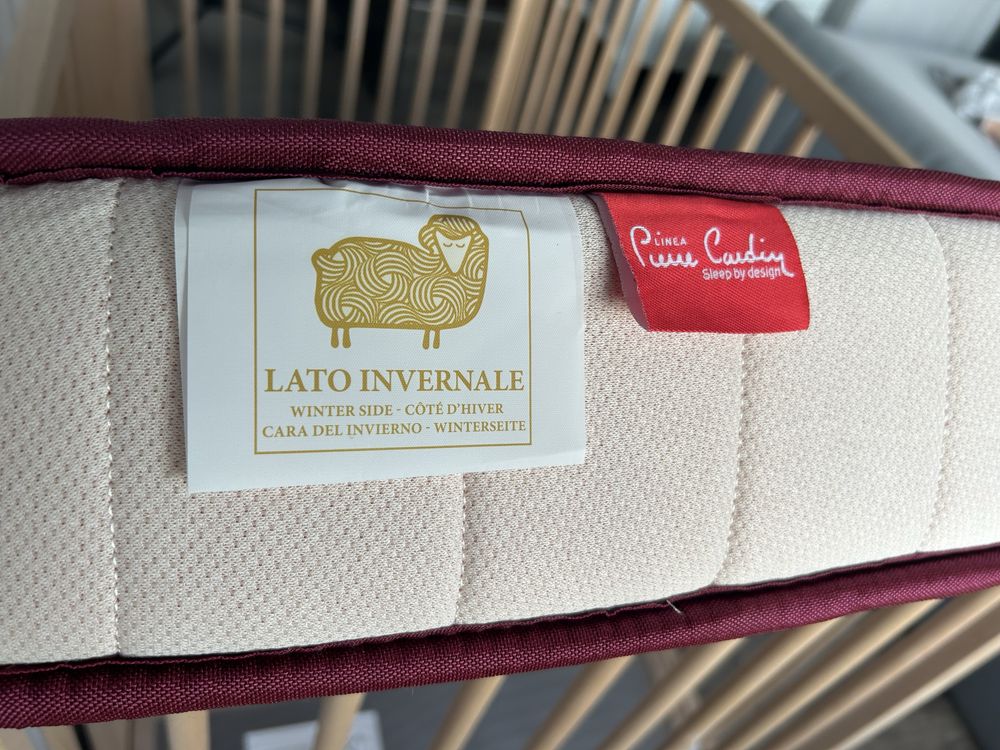 LATO INVERNALE
WINTER SIDE - CÔTÉ D'HIVER
CARA DEL INVIERNO - WINTERSEITE
LINEA
Pierre Cardin
Sleep by design